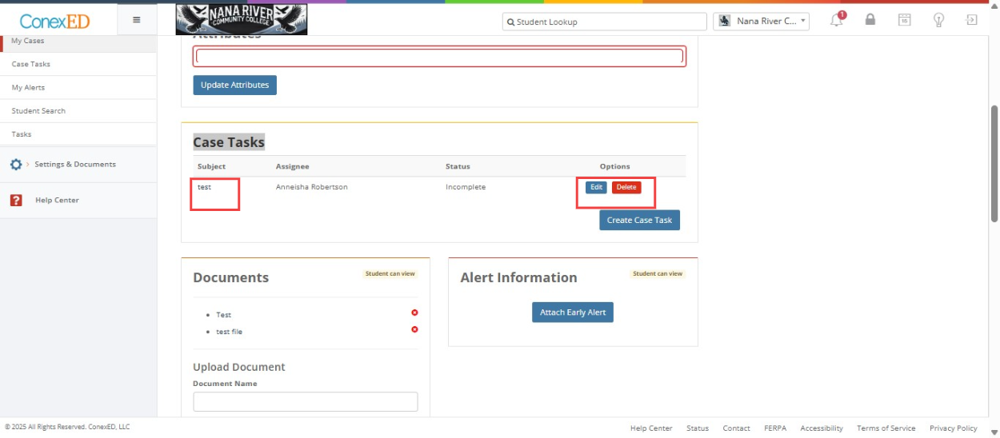 ConexED
NANA RIVER
COMMUNITY COLLEGE
Student Lookup
Nana River C...
1
16
My Cases
Case Tasks
My Alerts
Student Search
Tasks
Settings & Documents
Help Center
Attributes
Update Attributes
Case Tasks
Subject Assignee Status Options
test Anneisha Robertson Incomplete Edit Delete
Create Case Task
Documents Student can view
Test
test file
Upload Document
Document Name
Alert Information Student can view
Attach Early Alert
© 2025 All Rights Reserved. ConexED, LLC
Help Center Status Contact FERPA Accessibility Terms of Service Privacy Policy